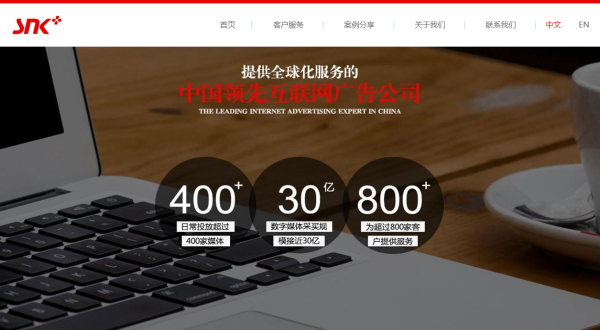 snk+
首页
客户服务
案例分享
关于我们
联系我们
中文
EN
提供全球化服务的
中国领先互联网广告公司
THE LEADING INTERNET ADVERTISING EXPERT IN CHINA
400+
日常投放超过
400家媒体
30亿
数字媒体采买规
模接近30亿
800+
为超过800家客
户提供服务